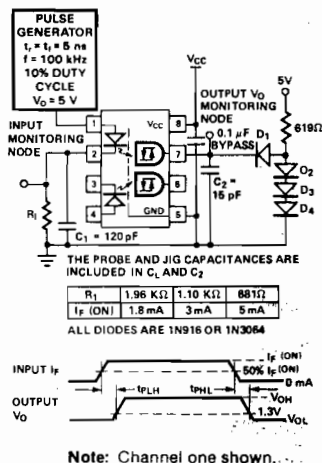 PULSE
GENERATOR
tr = tf = 5 ns
f = 100 kHz
10% DUTY
CYCLE
VO = 5 V
VCC
OUTPUT VO
MONITORING
NODE
5V
INPUT
MONITORING
NODE
1
VCC
8
0.1 µF
BYPASS
D1
619Ω
2
7
D2
3
6
C2 =
15 pF
D3
4
GND
5
D4
RI
C1 = 120 pF
THE PROBE AND JIG CAPACITANCES ARE
INCLUDED IN CL AND C2
R1 1.96 KΩ 1.10 KΩ 681Ω
IF (ON) 1.8 mA 3 mA 5 mA
ALL DIODES ARE 1N916 OR 1N3064
INPUT IF
IF (ON)
50% IF (ON)
0 mA
tPLH
tPHL
OUTPUT
VO
VOH
1.3V
VOL
Note: Channel one shown.